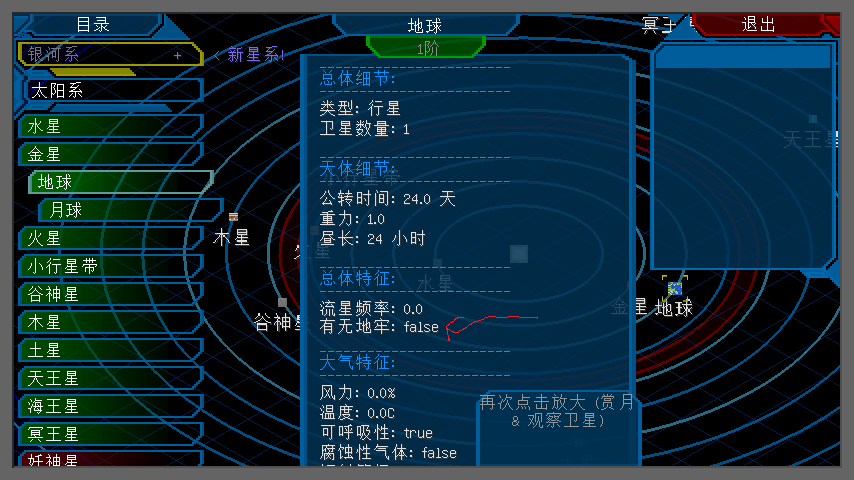 目录
地球
冥王
退出
1阶
银河系 +
< 新星系!
太阳系
水星
金星
地球
月球
火星
小行星带
谷神星
木星
土星
天王星
海王星
冥王星
妖神星
总体细节:
类型: 行星
卫星数量: 1
天体细节:
公转时间: 24.0 天
重力: 1.0
昼长: 24 小时
总体特征:
流星频率: 0.0
有无地牢: false
大气特征:
风力: 0.0%
温度: 0.0C
可呼吸性: true
腐蚀性气体: false
再次点击放大 (赏月
& 观察卫星)
天王星
木星
水星
谷神星
金星
地球